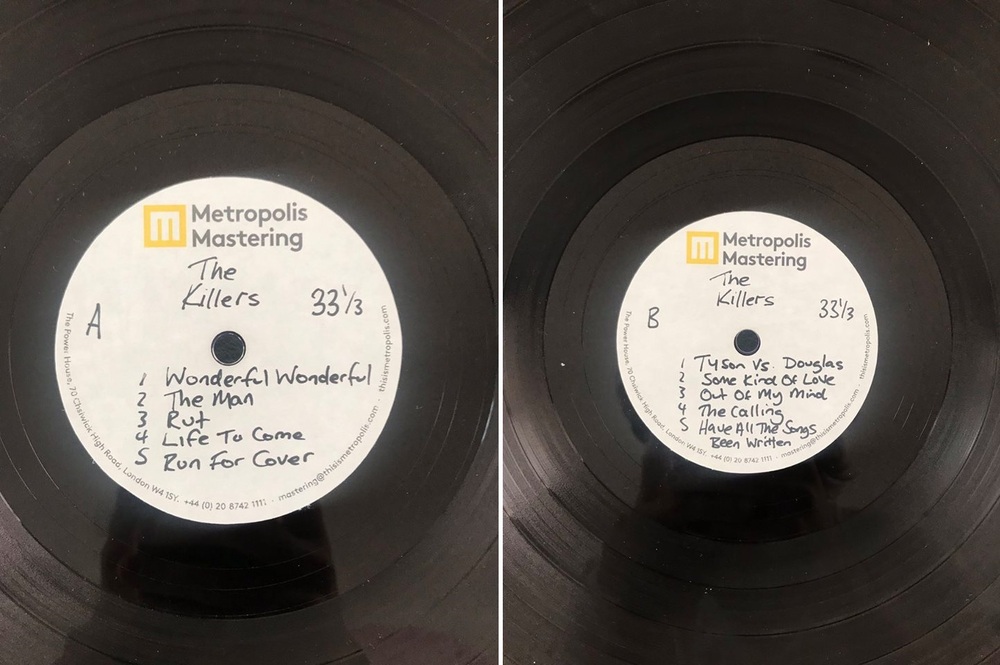 Metropolis
Mastering
The
Killers
A
33 1/3
1 Wonderful Wonderful
2 The Man
3 Rut
4 Life To Come
5 Run For Cover
The Power House, 70 Chiswick High Road, London W4 1SY. +44 (0) 20 8742 1111 · mastering@thisismetropolis.com · thisismetropolis.com
Metropolis
Mastering
The
Killers
B
33 1/3
1 Tyson Vs. Douglas
2 Some Kind Of Love
3 Out Of My Mind
4 The Calling
5 Have All The Songs
Been Written
The Power House, 70 Chiswick High Road, London W4 1SY. +44 (0) 20 8742 1111 · mastering@thisismetropolis.com · thisismetropolis.com